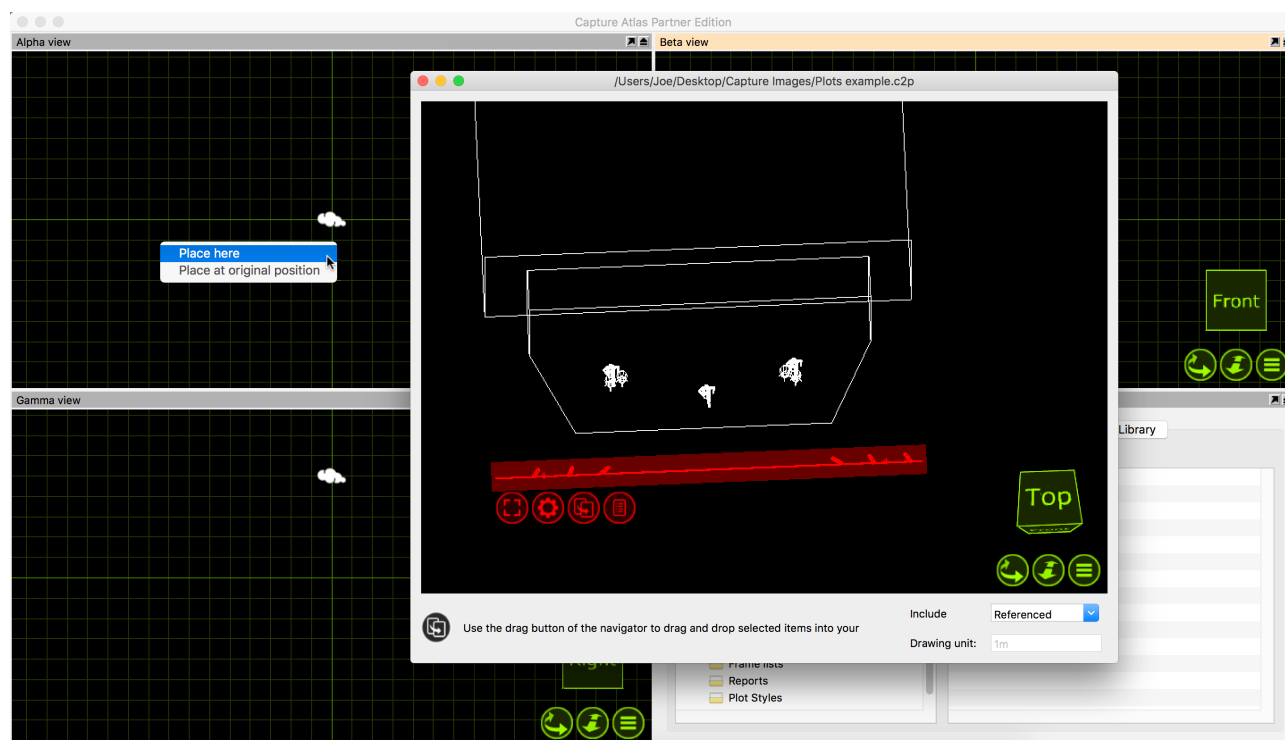 Capture Atlas Partner Edition
Alpha view
Beta view
/Users/Joe/Desktop/Capture Images/Plots example.c2p
Place here
Place at original position
Front
Gamma view
Library
Top
Front
Use the drag button of the navigator to drag and drop selected items into your
Include
Referenced
Drawing unit:
1m
Right
Frame lists
Reports
Plot Styles